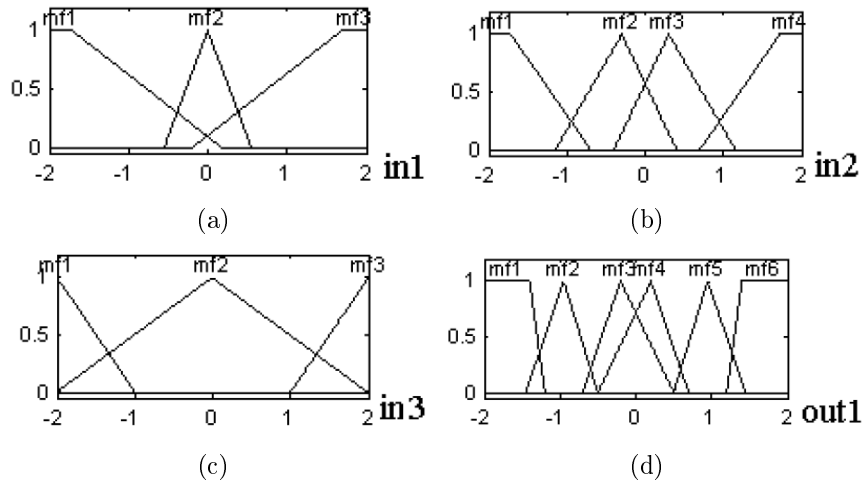 mf1 mf2 mf3
1
0.5
0
-2 -1 0 1 2 in1
(a)
mf1 mf2 mf3 mf4
1
0.5
0
-2 -1 0 1 2 in2
(b)
mf1 mf2 mf3
1
0.5
0
-2 -1 0 1 2 in3
(c)
mf1 mf2 mf3 mf4 mf5 mf6
1
0.5
0
-2 -1 0 1 2 out1
(d)